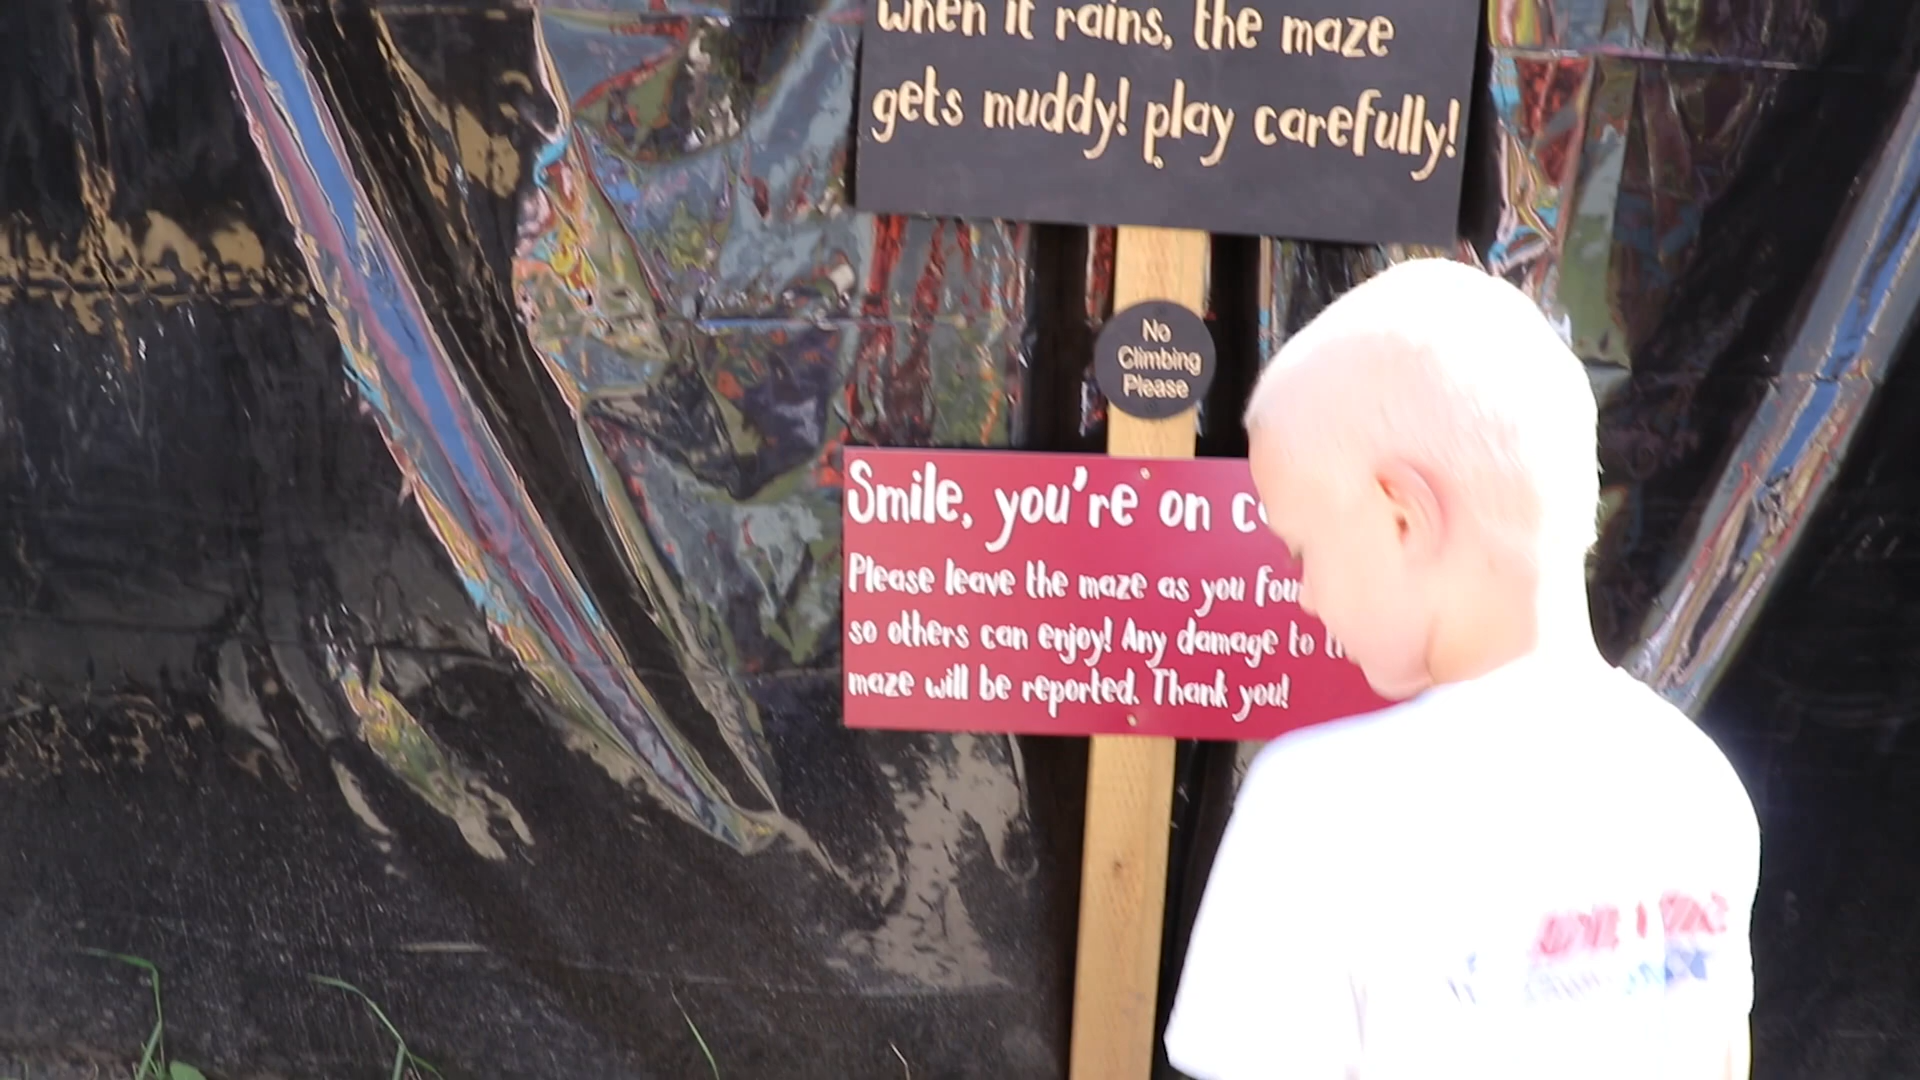 when it rains, the maze
gets muddy! play carefully!
No
Climbing
Please
Smile, you're on
Please leave the maze as you
so others can enjoy! Any damage to
maze will be reported. Thank you!